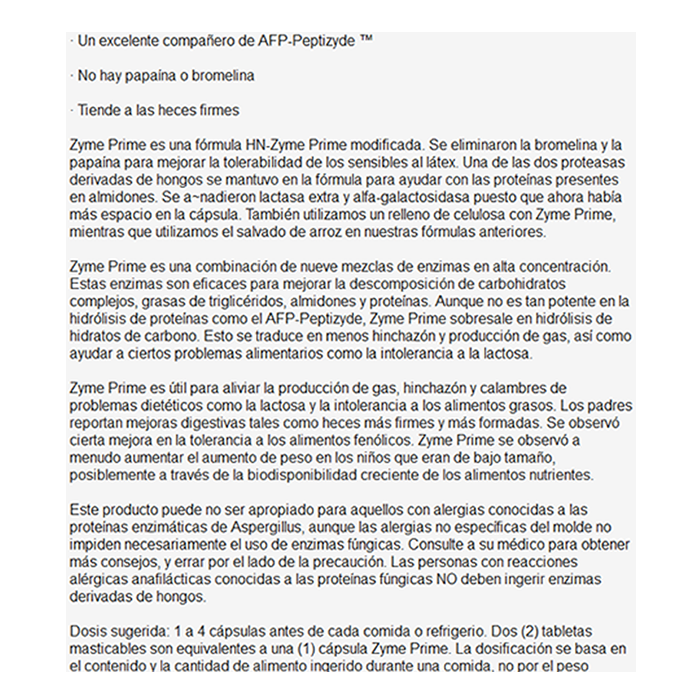 · Un excelente compañero de AFP-Peptizyde ™
· No hay papaína o bromelina
· Tiende a las heces firmes
Zyme Prime es una fórmula HN-Zyme Prime modificada. Se eliminaron la bromelina y la
papaína para mejorar la tolerabilidad de los sensibles al látex. Una de las dos proteasas
derivadas de hongos se mantuvo en la fórmula para ayudar con las proteínas presentes
en almidones. Se a~nadieron lactasa extra y alfa-galactosidasa puesto que ahora había
más espacio en la cápsula. También utilizamos un relleno de celulosa con Zyme Prime,
mientras que utilizamos el salvado de arroz en nuestras fórmulas anteriores.
Zyme Prime es una combinación de nueve mezclas de enzimas en alta concentración.
Estas enzimas son eficaces para mejorar la descomposición de carbohidratos
complejos, grasas de triglicéridos, almidones y proteínas. Aunque no es tan potente en la
hidrólisis de proteínas como el AFP-Peptizyde, Zyme Prime sobresale en hidrólisis de
hidratos de carbono. Esto se traduce en menos hinchazón y producción de gas, así como
ayudar a ciertos problemas alimentarios como la intolerancia a la lactosa.
Zyme Prime es útil para aliviar la producción de gas, hinchazón y calambres de
problemas dietéticos como la lactosa y la intolerancia a los alimentos grasos. Los padres
reportan mejoras digestivas tales como heces más firmes y más formadas. Se observó
cierta mejora en la tolerancia a los alimentos fenólicos. Zyme Prime se observó a
menudo aumentar el aumento de peso en los niños que eran de bajo tamaño,
posiblemente a través de la biodisponibilidad creciente de los alimentos nutrientes.
Este producto puede no ser apropiado para aquellos con alergias conocidas a las
proteínas enzimáticas de Aspergillus, aunque las alergias no específicas del molde no
impiden necesariamente el uso de enzimas fúngicas. Consulte a su médico para obtener
más consejos, y errar por el lado de la precaución. Las personas con reacciones
alérgicas anafilácticas conocidas a las proteínas fúngicas NO deben ingerir enzimas
derivadas de hongos.
Dosis sugerida: 1 a 4 cápsulas antes de cada comida o refrigerio. Dos (2) tabletas
masticables son equivalentes a una (1) cápsula Zyme Prime. La dosificación se basa en
el contenido y la cantidad de alimento ingerido durante una comida, no por el peso